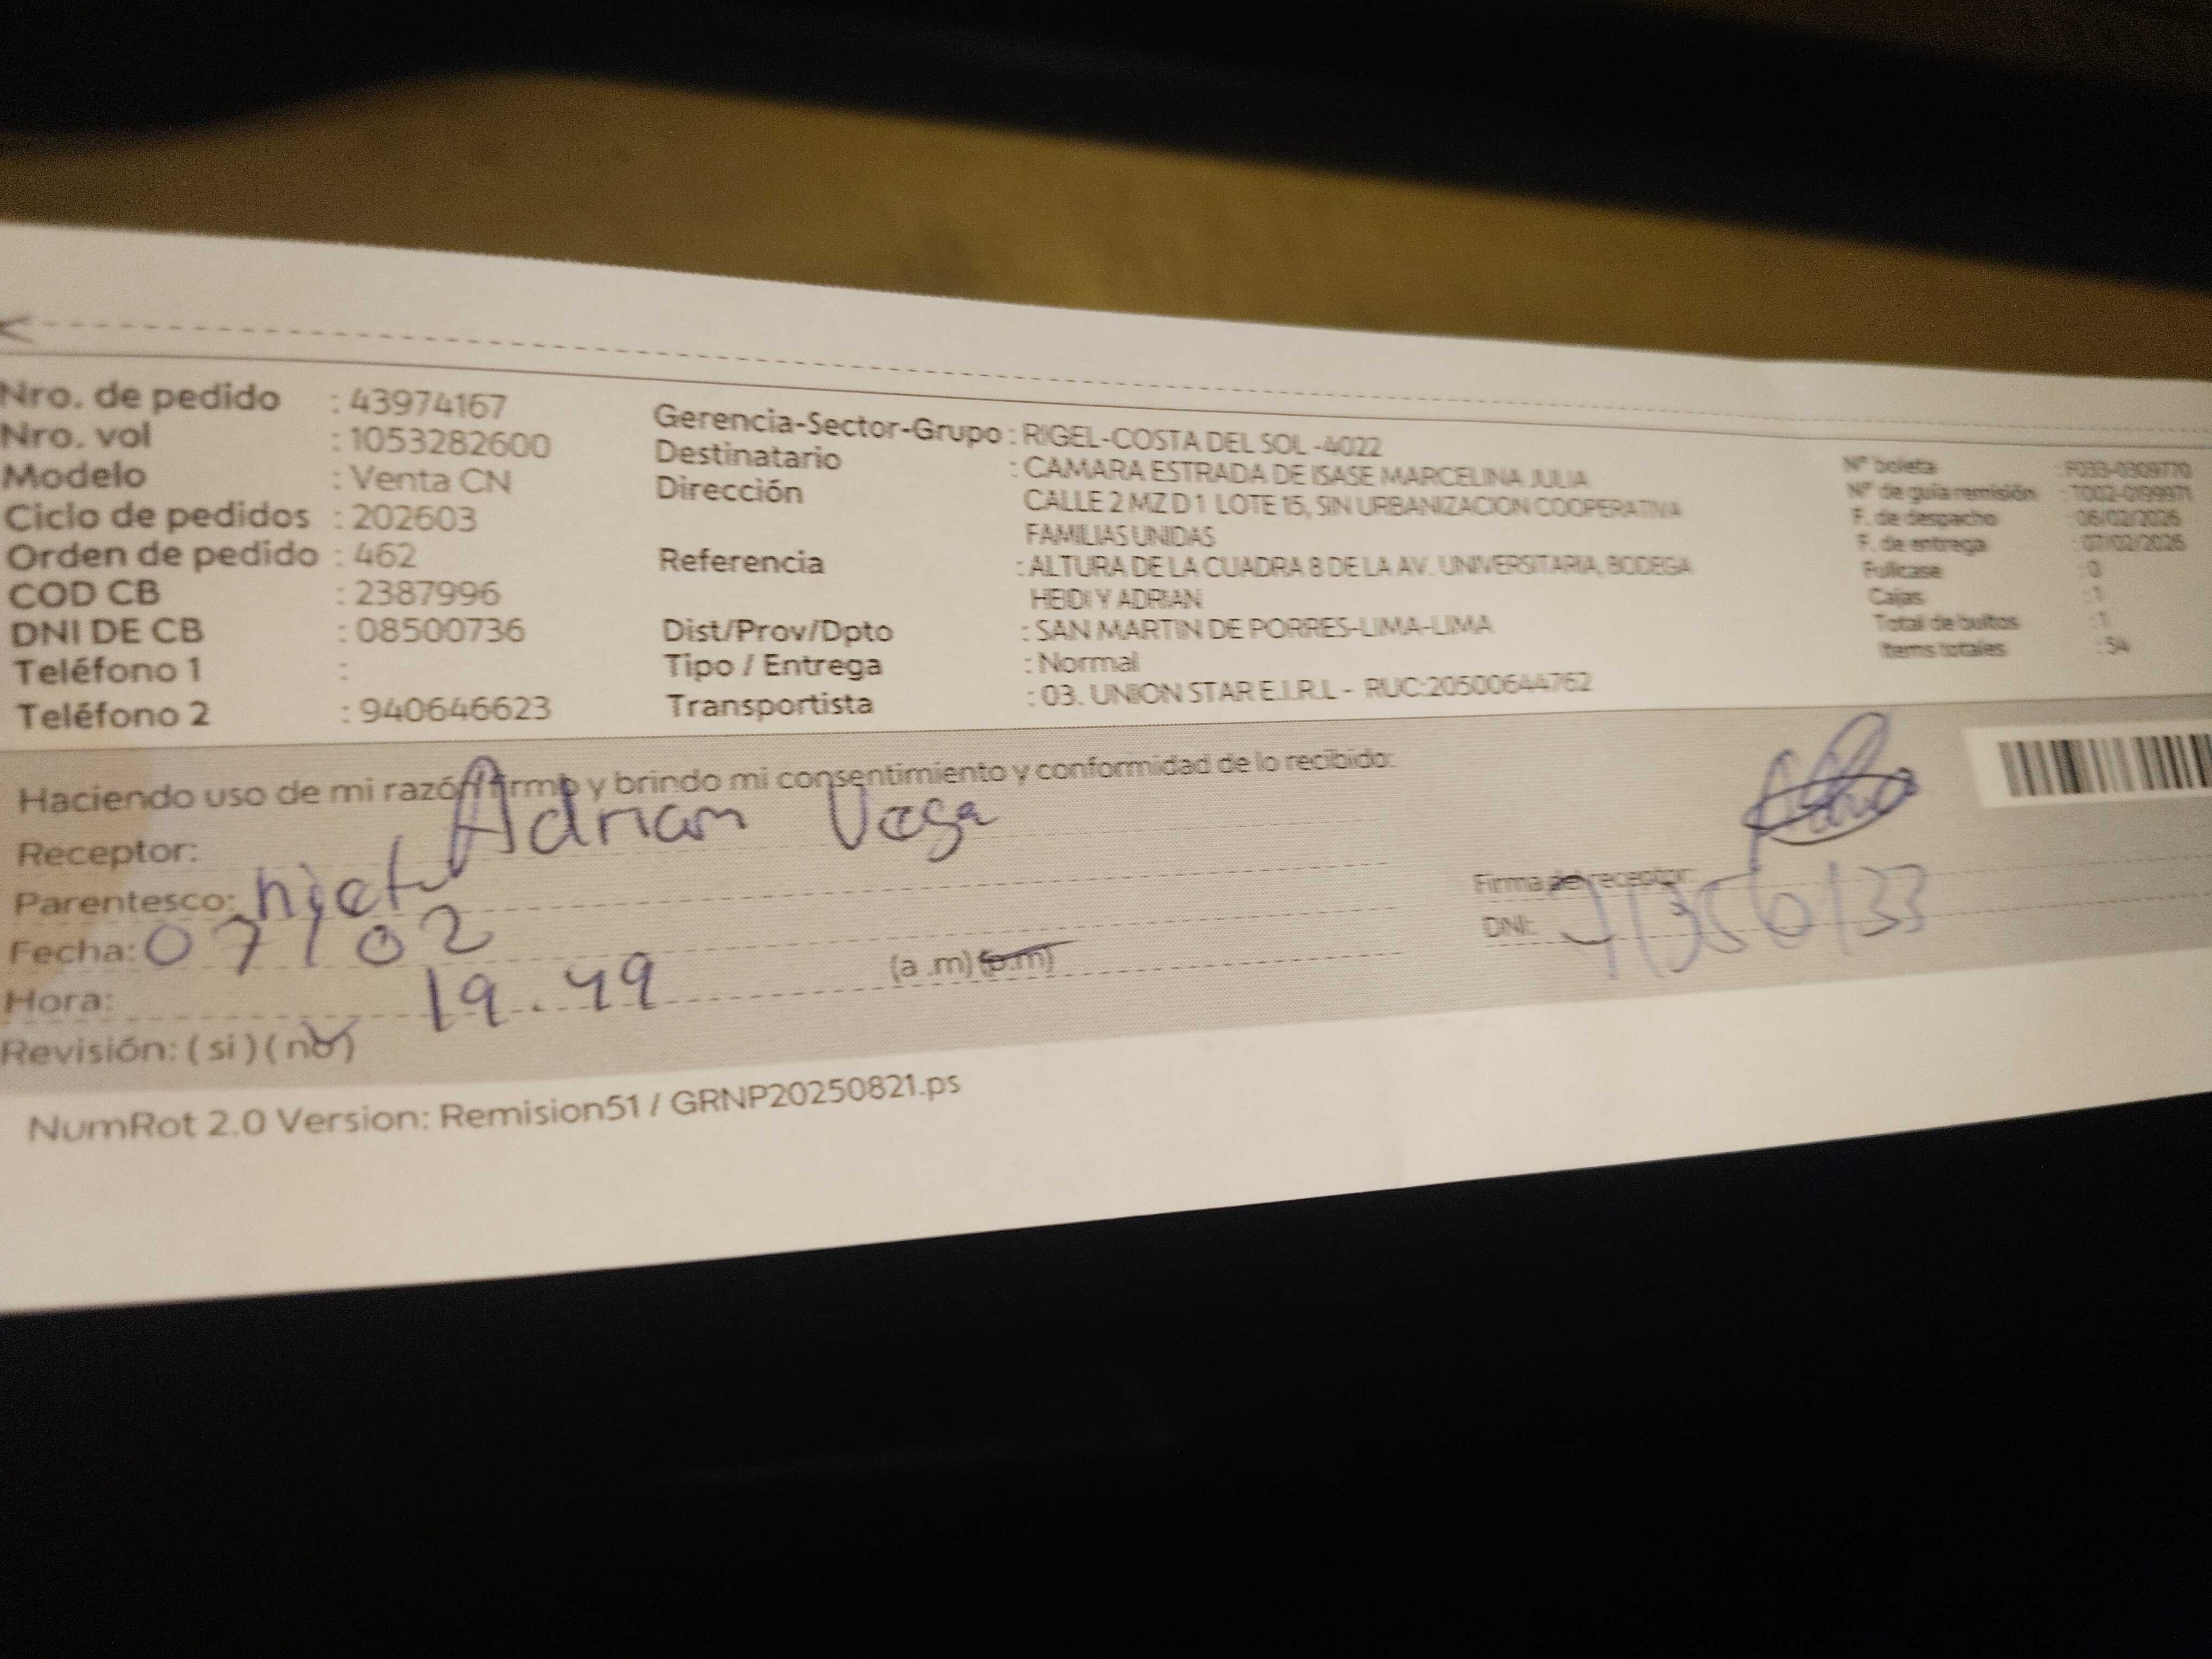 Nro. de pedido : 43974167
Nro. vol : 1053282600
Modelo : Venta CN
Ciclo de pedidos : 202603
Orden de pedido : 462
COD CB : 2387996
DNI DE CB : 08500736
Teléfono 1 :
Teléfono 2 : 940646623
Gerencia-Sector-Grupo : RIGEL-COSTA DEL SOL -4022
Destinatario : CAMARA ESTRADA DE ISASE MARCELINA JULIA
Dirección CALLE 2 MZ D 1 LOTE 15, SIN URBANIZACION COOPERATIVA
FAMILIAS UNIDAS
Referencia : ALTURA DE LA CUADRA 8 DE LA AV. UNIVERSITARIA, BODEGA
HEIDI Y ADRIAN
Dist/Prov/Dpto : SAN MARTIN DE PORRES-LIMA-LIMA
Tipo / Entrega : Normal
Transportista : 03. UNION STAR E.I.R.L - RUC:20500644762
N° boleta : F033-0309770
N° de guía remisión : T002-0199971
F. de despacho : 06/02/2026
F. de entrega : 07/02/2026
Fullcase : 0
Cajas : 1
Total de bultos : 1
Items totales : 54
Haciendo uso de mi razón firmo y brindo mi consentimiento y conformidad de lo recibido:
Receptor: Adrian Vega
Parentesco: nieto
Fecha: 07/02
Hora: 19.49 (a .m) (p.m)
Revisión: ( si ) ( no )
Firma de receptor:
DNI:
NumRot 2.0 Version: Remision51 / GRNP20250821.ps